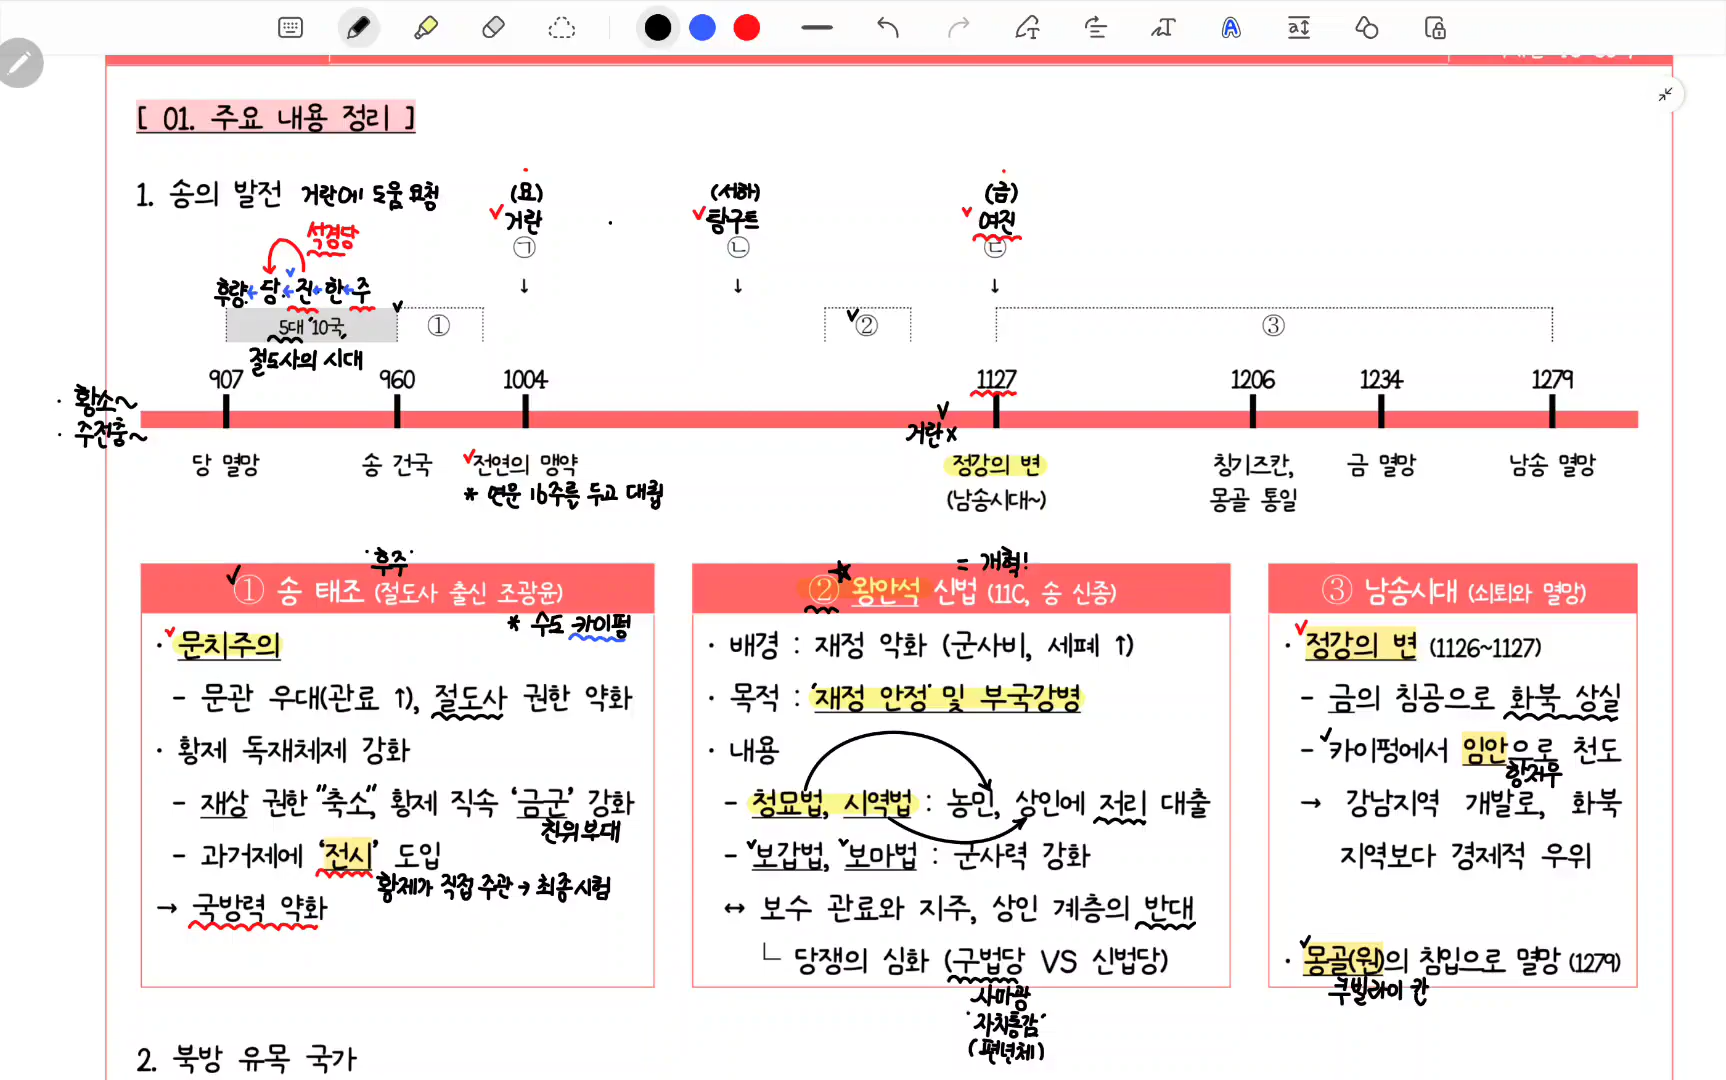 [ 01. 주요 내용 정리 ]
1. 송의 발전 거란에 도움 요청
(요) (서하) (금)
거란 탕구트 여진
㉠ ㉡ ㉢
석경당
후량 ← 당 ← 진 ← 한 ← 주
↓ ↓ ↓
5대 10국, ① ② ③
절도사의 시대
907 960 1004 1127 1206 1234 1279
· 황소~
· 주전충~
거란 x
당 멸망 송 건국 전연의 맹약 정강의 변 칭기즈칸, 금 멸망 남송 멸망
* 연운 16주를 두고 대립 (남송시대~) 몽골 통일
후주
① 송 태조 (절도사 출신 조광윤)
* 수도 카이펑
· 문치주의
- 문관 우대(관료 ↑), 절도사 권한 약화
· 황제 독재체제 강화
- 재상 권한 "축소", 황제 직속 '금군' 강화
친위부대
- 과거제에 '전시' 도입
황제가 직접 주관 → 최종시험
→ 국방력 약화
= 개혁!
★
② 왕안석 신법 (11C, 송 신종)
· 배경 : 재정 악화 (군사비, 세폐 ↑)
· 목적 : '재정 안정' 및 부국강병
· 내용
- 청묘법, 시역법 : 농민, 상인에 저리 대출
- 보갑법, 보마법 : 군사력 강화
↔ 보수 관료와 지주, 상인 계층의 반대
└ 당쟁의 심화 (구법당 VS 신법당)
사마광
'자치통감'
(편년체)
③ 남송시대 (쇠퇴와 멸망)
· 정강의 변 (1126~1127)
- 금의 침공으로 화북 상실
- 카이펑에서 임안으로 천도
항저우
→ 강남지역 개발로, 화북
지역보다 경제적 우위
· 몽골(원)의 침입으로 멸망 (1279)
쿠빌라이 칸
2. 북방 유목 국가